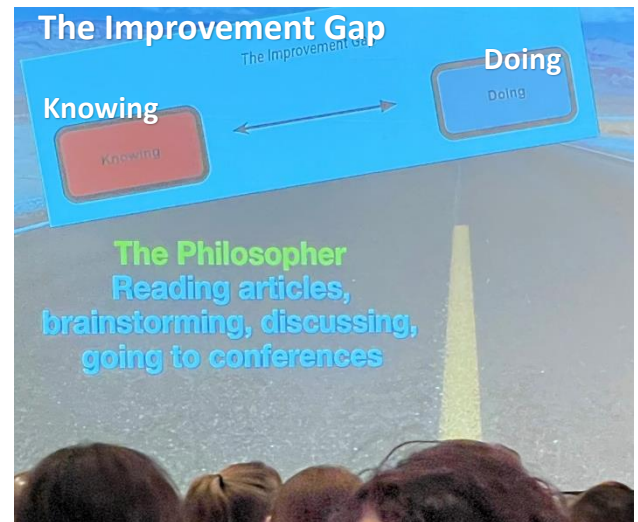 The Improvement Gap
The Improvement Gap
Doing
Knowing
Doing
Knowing
The Philosopher
Reading articles,
brainstorming, discussing,
going to conferences